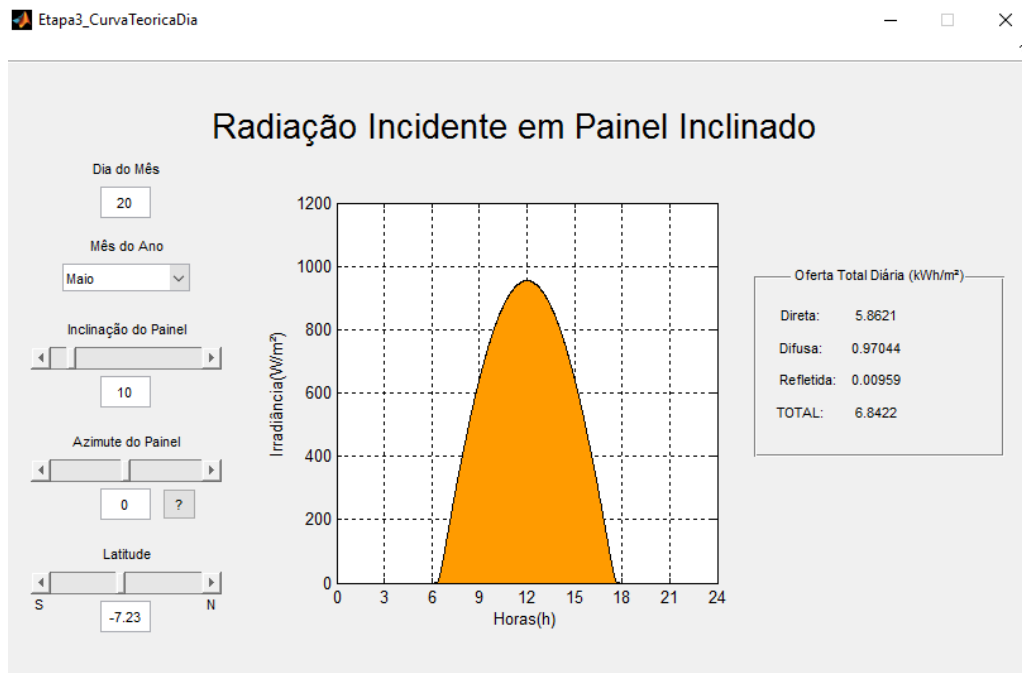 Etapa3_CurvaTeoricaDia
Radiação Incidente em Painel Inclinado
Dia do Mês
20
Mês do Ano
Maio
Inclinação do Painel
10
Azimute do Painel
0 ?
Latitude
S N
-7.23
Irradiância(W/m²)
1200
1000
800
600
400
200
0
0 3 6 9 12 15 18 21 24
Horas(h)
Oferta Total Diária (kWh/m²)
Direta: 5.8621
Difusa: 0.97044
Refletida: 0.00959
TOTAL: 6.8422